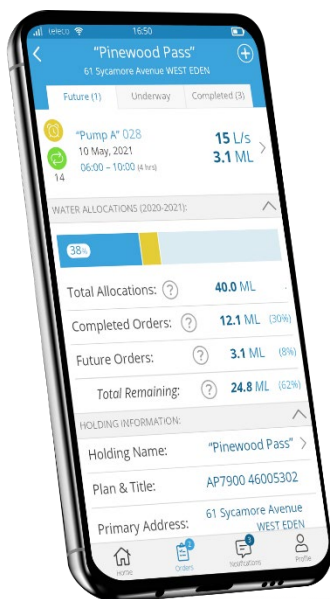 teleco 16:50
"Pinewood Pass"
61 Sycamore Avenue WEST EDEN
Future (1) Underway Completed (3)
"Pump A" 028
10 May, 2021
06:00 – 10:00 (4 hrs)
15 L/s
3.1 ML
14
WATER ALLOCATIONS (2020-2021):
38%
Total Allocations: ? 40.0 ML -
Completed Orders: ? 12.1 ML (30%)
Future Orders: ? 3.1 ML (8%)
Total Remaining: ? 24.8 ML (62%)
HOLDING INFORMATION:
Holding Name: "Pinewood Pass"
Plan & Title: AP7900 46005302
Primary Address: 61 Sycamore Avenue
WEST EDEN
2 3
Home Orders Notifications Profile